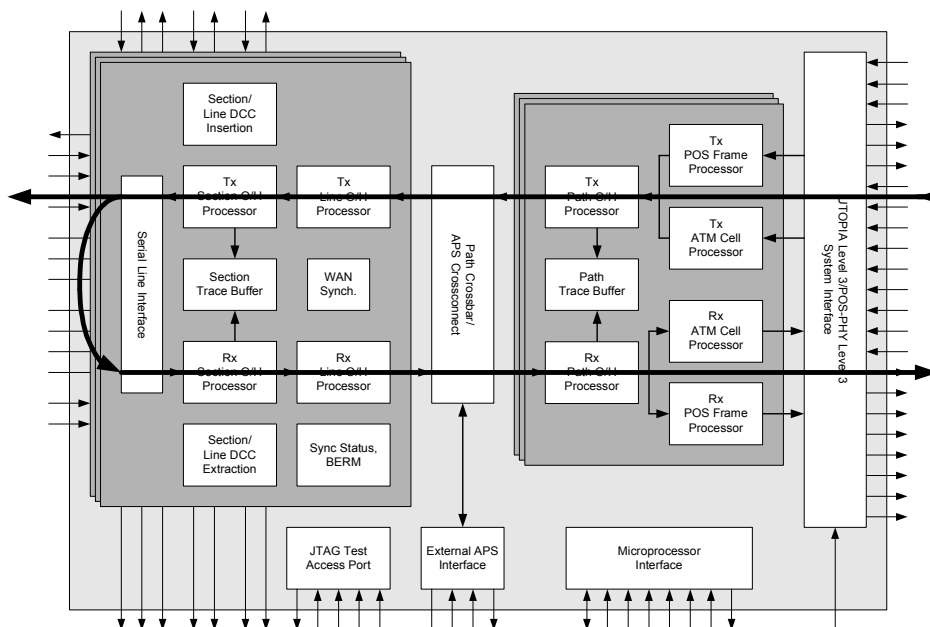 Section/
Line DCC
Insertion
Tx
Section O/H
Processor
Tx
Line O/H
Processor
Serial Line Interface
Section
Trace Buffer
WAN
Synch.
Rx
Section O/H
Processor
Rx
Line O/H
Processor
Section/
Line DCC
Extraction
Sync Status,
BERM
Path Crossbar/
APS Crossconnect
Tx
Path O/H
Processor
Path
Trace Buffer
Rx
Path O/H
Processor
Tx
POS Frame
Processor
Tx
ATM Cell
Processor
Rx
ATM Cell
Processor
Rx
POS Frame
Processor
UTOPIA Level 3/POS-PHY Level 3
System Interface
JTAG Test
Access Port
External APS
Interface
Microprocessor
Interface